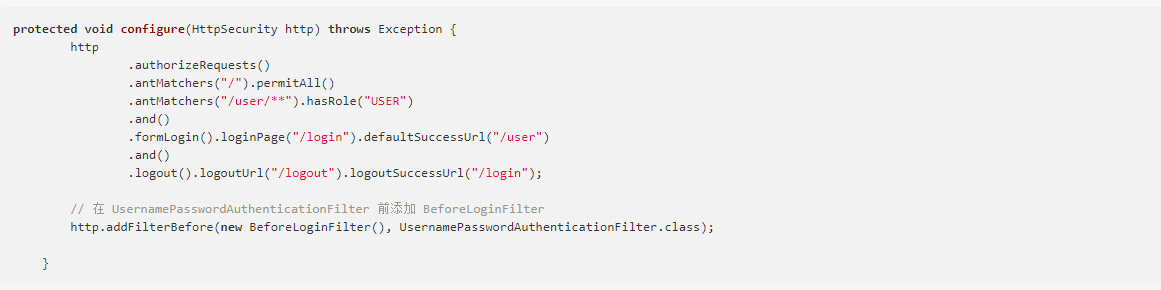 protected void configure(HttpSecurity http) throws Exception {
        http
                .authorizeRequests()
                .antMatchers("/").permitAll()
                .antMatchers("/user/**").hasRole("USER")
                .and()
                .formLogin().loginPage("/login").defaultSuccessUrl("/user")
                .and()
                .logout().logoutUrl("/logout").logoutSuccessUrl("/login");
        // 在 UsernamePasswordAuthenticationFilter 前添加 BeforeLoginFilter
        http.addFilterBefore(new BeforeLoginFilter(), UsernamePasswordAuthenticationFilter.class);
    }